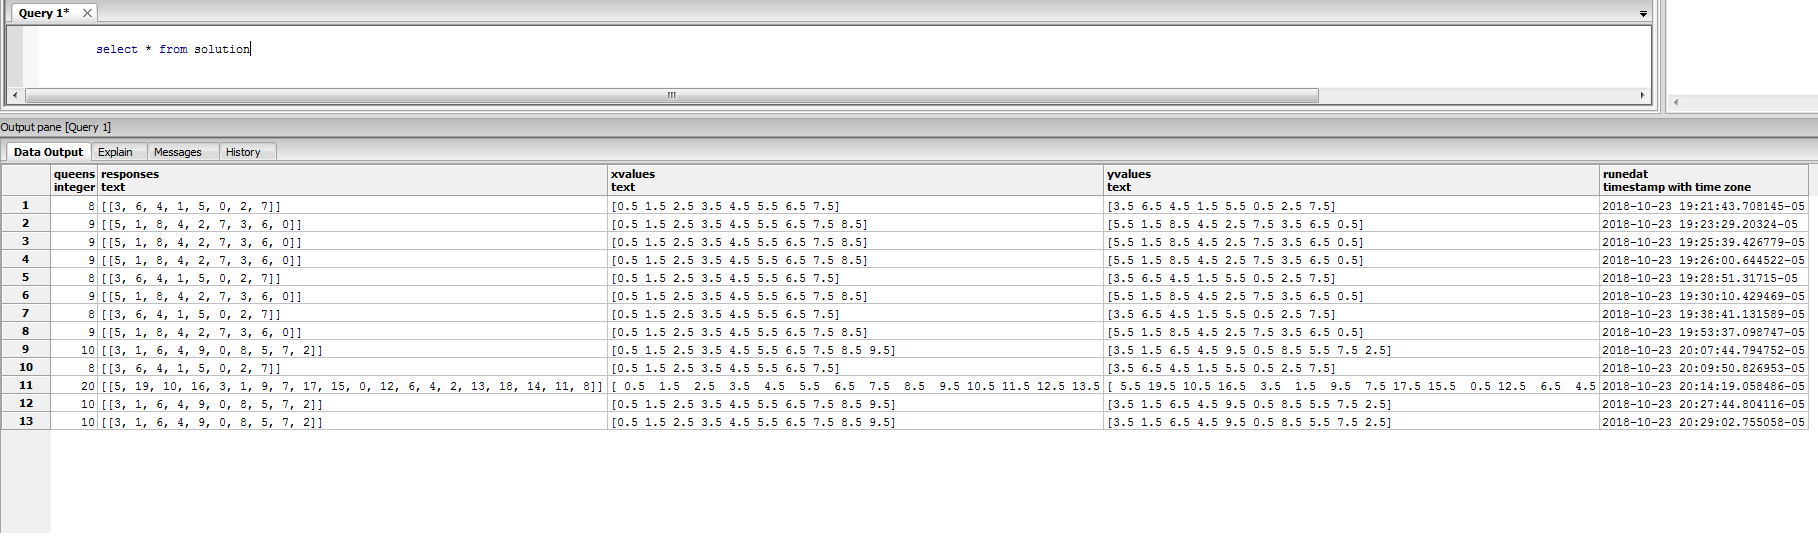 Query 1*
select * from solution
Output pane [Query 1]
Data Output Explain Messages History
queens responses xvalues yvalues runedat
integer text text text timestamp with time zone
1 8 [[3, 6, 4, 1, 5, 0, 2, 7]] [0.5 1.5 2.5 3.5 4.5 5.5 6.5 7.5] [3.5 6.5 4.5 1.5 5.5 0.5 2.5 7.5] 2018-10-23 19:21:43.708145-05
2 9 [[5, 1, 8, 4, 2, 7, 3, 6, 0]] [0.5 1.5 2.5 3.5 4.5 5.5 6.5 7.5 8.5] [5.5 1.5 8.5 4.5 2.5 7.5 3.5 6.5 0.5] 2018-10-23 19:23:29.20324-05
3 9 [[5, 1, 8, 4, 2, 7, 3, 6, 0]] [0.5 1.5 2.5 3.5 4.5 5.5 6.5 7.5 8.5] [5.5 1.5 8.5 4.5 2.5 7.5 3.5 6.5 0.5] 2018-10-23 19:25:39.426779-05
4 9 [[5, 1, 8, 4, 2, 7, 3, 6, 0]] [0.5 1.5 2.5 3.5 4.5 5.5 6.5 7.5 8.5] [5.5 1.5 8.5 4.5 2.5 7.5 3.5 6.5 0.5] 2018-10-23 19:26:00.644522-05
5 8 [[3, 6, 4, 1, 5, 0, 2, 7]] [0.5 1.5 2.5 3.5 4.5 5.5 6.5 7.5] [3.5 6.5 4.5 1.5 5.5 0.5 2.5 7.5] 2018-10-23 19:28:51.31715-05
6 9 [[5, 1, 8, 4, 2, 7, 3, 6, 0]] [0.5 1.5 2.5 3.5 4.5 5.5 6.5 7.5 8.5] [5.5 1.5 8.5 4.5 2.5 7.5 3.5 6.5 0.5] 2018-10-23 19:30:10.429469-05
7 8 [[3, 6, 4, 1, 5, 0, 2, 7]] [0.5 1.5 2.5 3.5 4.5 5.5 6.5 7.5] [3.5 6.5 4.5 1.5 5.5 0.5 2.5 7.5] 2018-10-23 19:38:41.131589-05
8 9 [[5, 1, 8, 4, 2, 7, 3, 6, 0]] [0.5 1.5 2.5 3.5 4.5 5.5 6.5 7.5 8.5] [5.5 1.5 8.5 4.5 2.5 7.5 3.5 6.5 0.5] 2018-10-23 19:53:37.098747-05
9 10 [[3, 1, 6, 4, 9, 0, 8, 5, 7, 2]] [0.5 1.5 2.5 3.5 4.5 5.5 6.5 7.5 8.5 9.5] [3.5 1.5 6.5 4.5 9.5 0.5 8.5 5.5 7.5 2.5] 2018-10-23 20:07:44.794752-05
10 8 [[3, 6, 4, 1, 5, 0, 2, 7]] [0.5 1.5 2.5 3.5 4.5 5.5 6.5 7.5] [3.5 6.5 4.5 1.5 5.5 0.5 2.5 7.5] 2018-10-23 20:09:50.826953-05
11 20 [[5, 19, 10, 16, 3, 1, 9, 7, 17, 15, 0, 12, 6, 4, 2, 13, 18, 14, 11, 8]] [ 0.5 1.5 2.5 3.5 4.5 5.5 6.5 7.5 8.5 9.5 10.5 11.5 12.5 13.5 [ 5.5 19.5 10.5 16.5 3.5 1.5 9.5 7.5 17.5 15.5 0.5 12.5 6.5 4.5 2018-10-23 20:14:19.058486-05
12 10 [[3, 1, 6, 4, 9, 0, 8, 5, 7, 2]] [0.5 1.5 2.5 3.5 4.5 5.5 6.5 7.5 8.5 9.5] [3.5 1.5 6.5 4.5 9.5 0.5 8.5 5.5 7.5 2.5] 2018-10-23 20:27:44.804116-05
13 10 [[3, 1, 6, 4, 9, 0, 8, 5, 7, 2]] [0.5 1.5 2.5 3.5 4.5 5.5 6.5 7.5 8.5 9.5] [3.5 1.5 6.5 4.5 9.5 0.5 8.5 5.5 7.5 2.5] 2018-10-23 20:29:02.755058-05